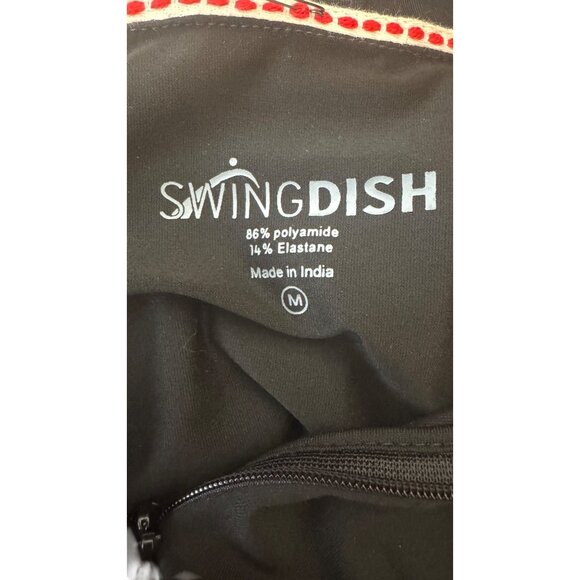 SWINGDISH
86% polyamide
14% Elastane
Made in India
M